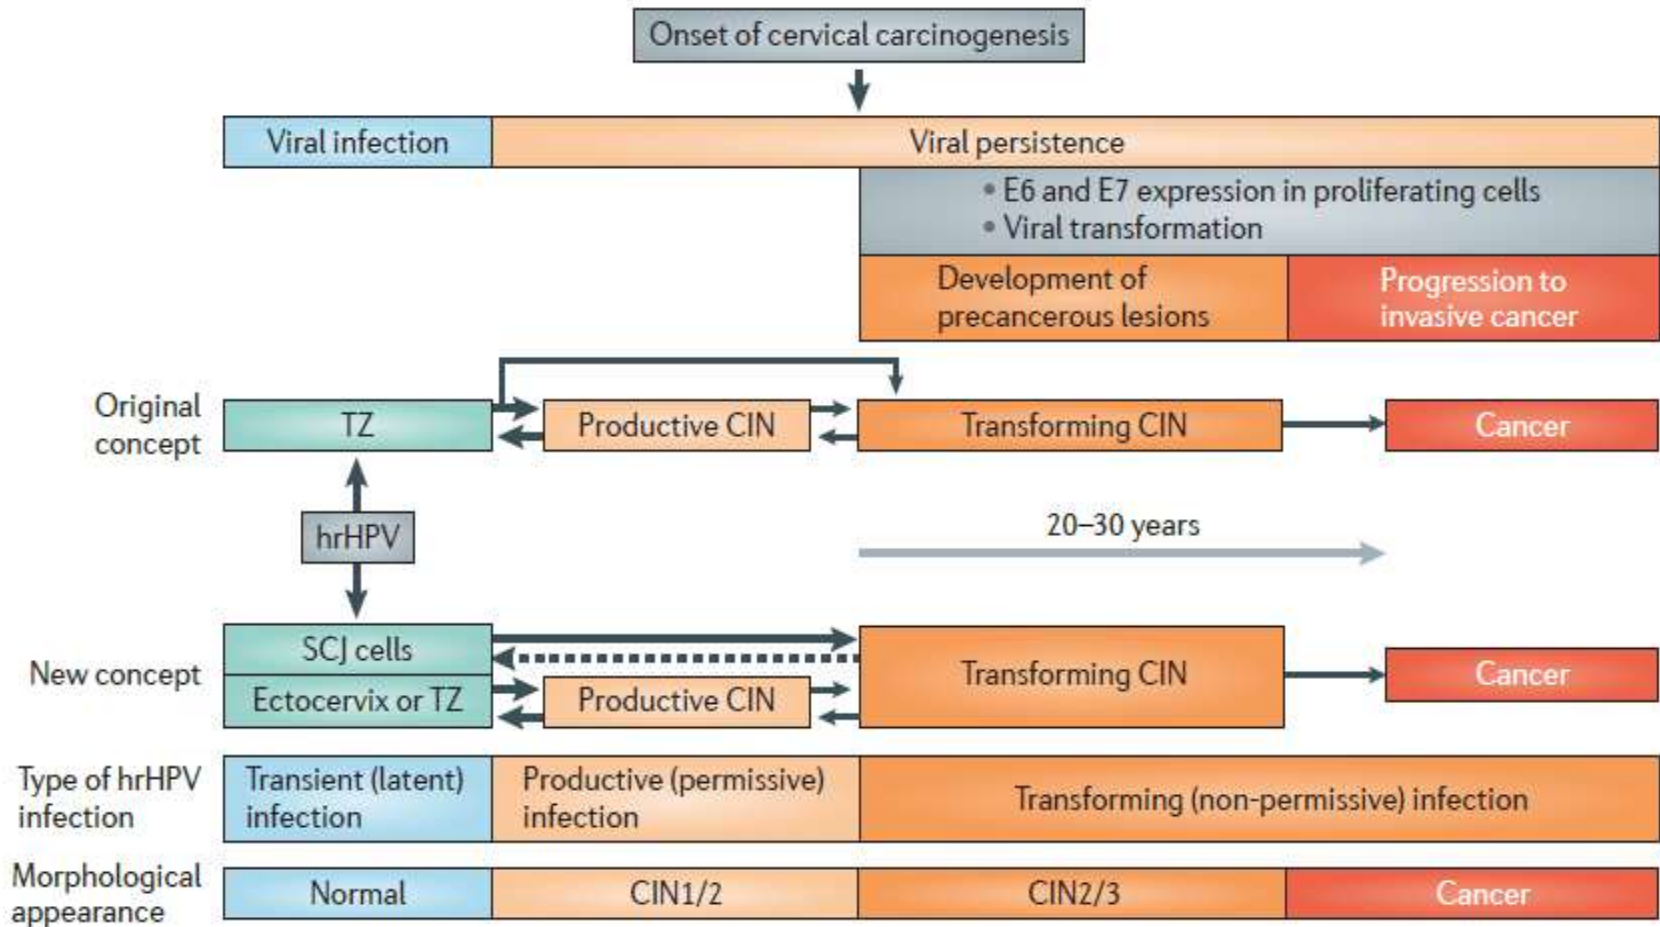 Onset of cervical carcinogenesis
Viral infection
Viral persistence
• E6 and E7 expression in proliferating cells
• Viral transformation
Development of
precancerous lesions
Progression to
invasive cancer
Original
concept
TZ
Productive CIN
Transforming CIN
Cancer
hrHPV
20–30 years
New concept
SCJ cells
Ectocervix or TZ
Productive CIN
Transforming CIN
Cancer
Type of hrHPV
infection
Transient (latent)
infection
Productive (permissive)
infection
Transforming (non-permissive) infection
Morphological
appearance
Normal
CIN1/2
CIN2/3
Cancer